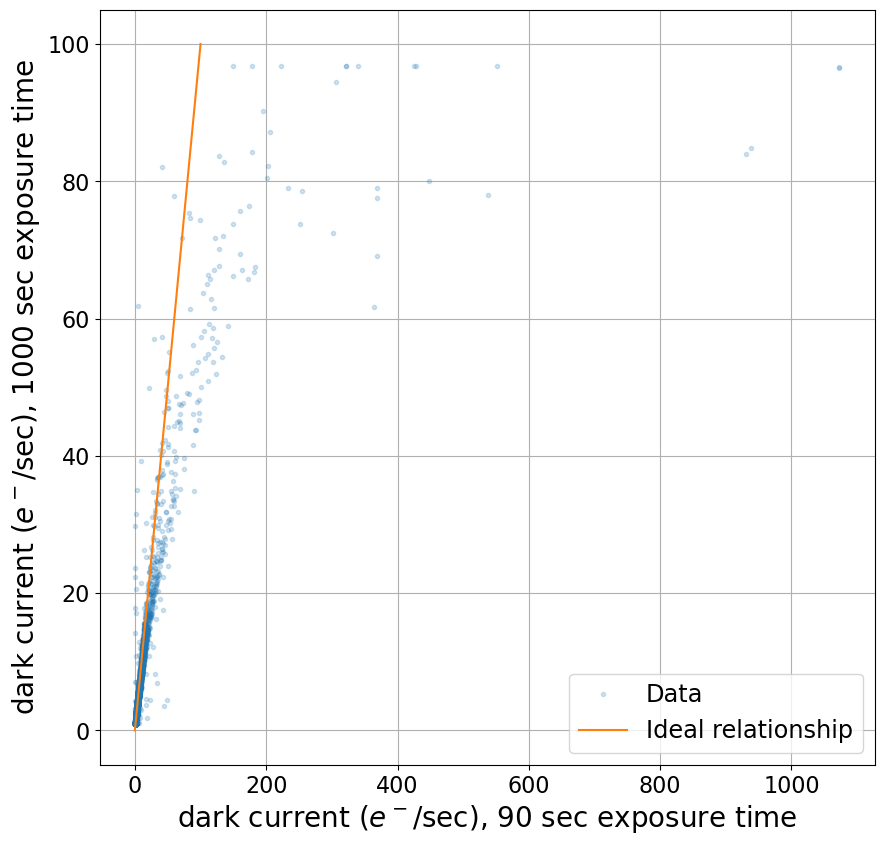 dark current (e⁻/sec), 1000 sec exposure time
100
80
60
40
20
0
0 200 400 600 800 1000
dark current (e⁻/sec), 90 sec exposure time
Data
Ideal relationship